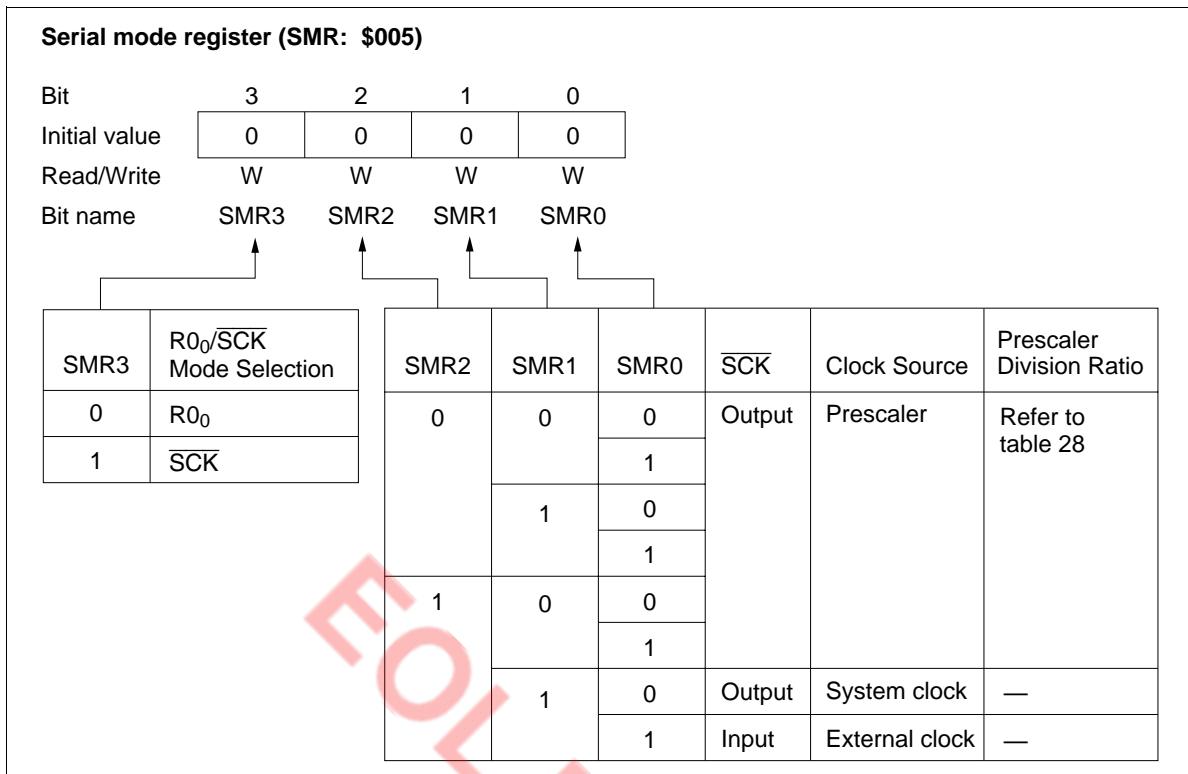 Serial mode register (SMR: $005)
Bit 3 2 1 0
Initial value 0 0 0 0
Read/Write W W W W
Bit name SMR3 SMR2 SMR1 SMR0
SMR3 R0₀/S̅C̅K̅ Mode Selection
0 R0₀
1 S̅C̅K̅
SMR2 SMR1 SMR0 S̅C̅K̅ Clock Source Prescaler Division Ratio
0 0 0 Output Prescaler Refer to table 28
1
1 0
1
1 0 0
1
1 0 Output System clock —
1 Input External clock —
EOL